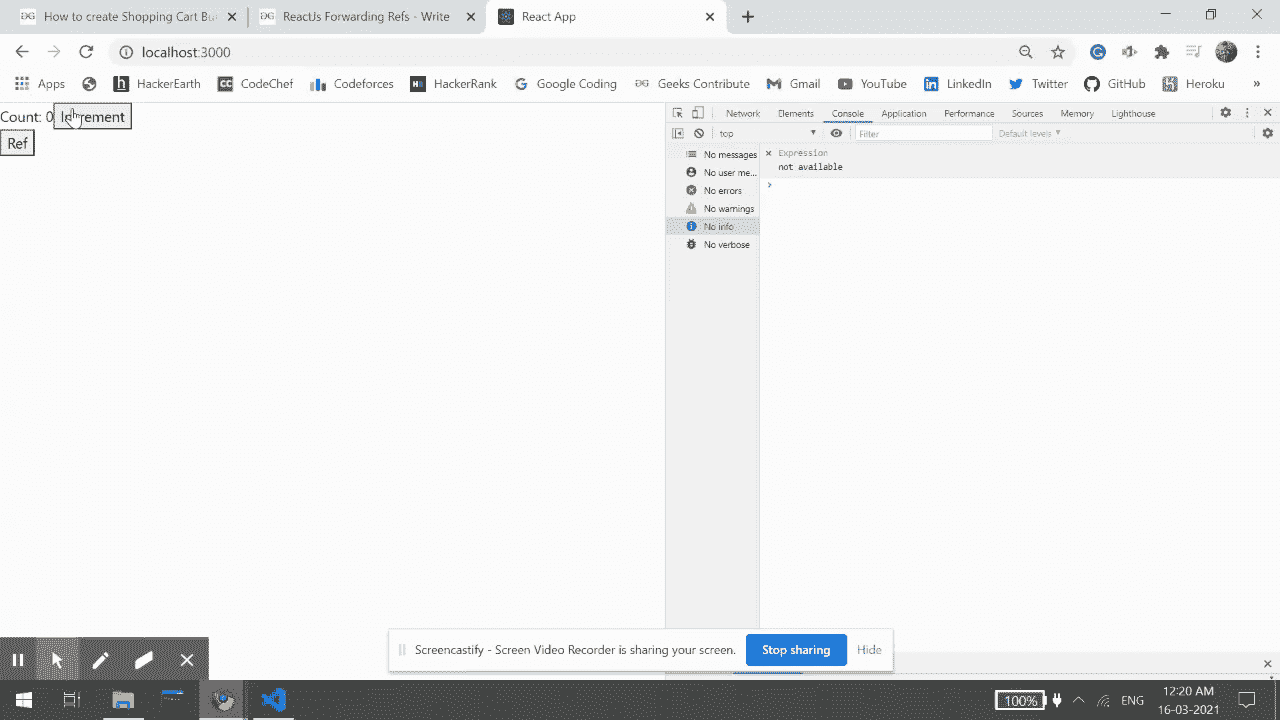 How to create Shopping Cart Bu
ReactJs Forwarding Refs - Write
React App
localhost:3000
Apps
HackerEarth
CodeChef
Codeforces
HackerRank
Google Coding
Geeks Contribute
Gmail
YouTube
LinkedIn
Twitter
GitHub
Heroku
»
Count: 0
Increment
Ref
Network
Elements
Console
Application
Performance
Sources
Memory
Lighthouse
top
Filter
Default levels
No messages
No user me...
No errors
No warnings
No info
No verbose
Expression
not available
Screencastify - Screen Video Recorder is sharing your screen.
Stop sharing
Hide
100%
ENG
12:20 AM
16-03-2021